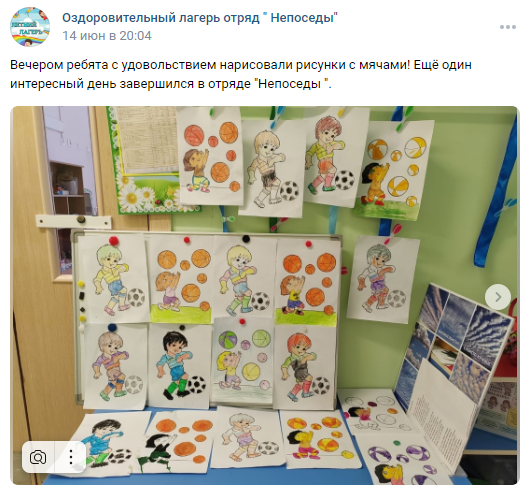 Оздоровительный лагерь отряд " Непоседы"
14 июн в 20:04
Вечером ребята с удовольствием нарисовали рисунки с мячами! Ещё один
интересный день завершился в отряде "Непоседы ".